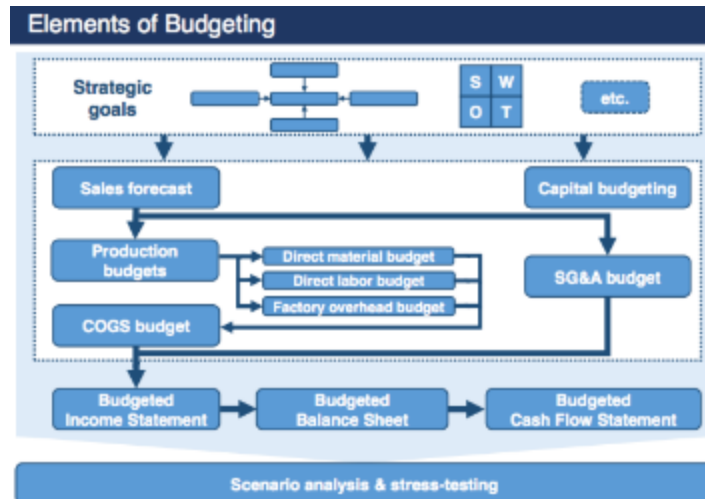 Elements of Budgeting
Strategic
goals
S W
O T
etc.
Sales forecast
Capital budgeting
Production
budgets
Direct material budget
Direct labor budget
Factory overhead budget
SG&A budget
COGS budget
Budgeted
Income Statement
Budgeted
Balance Sheet
Budgeted
Cash Flow Statement
Scenario analysis & stress-testing